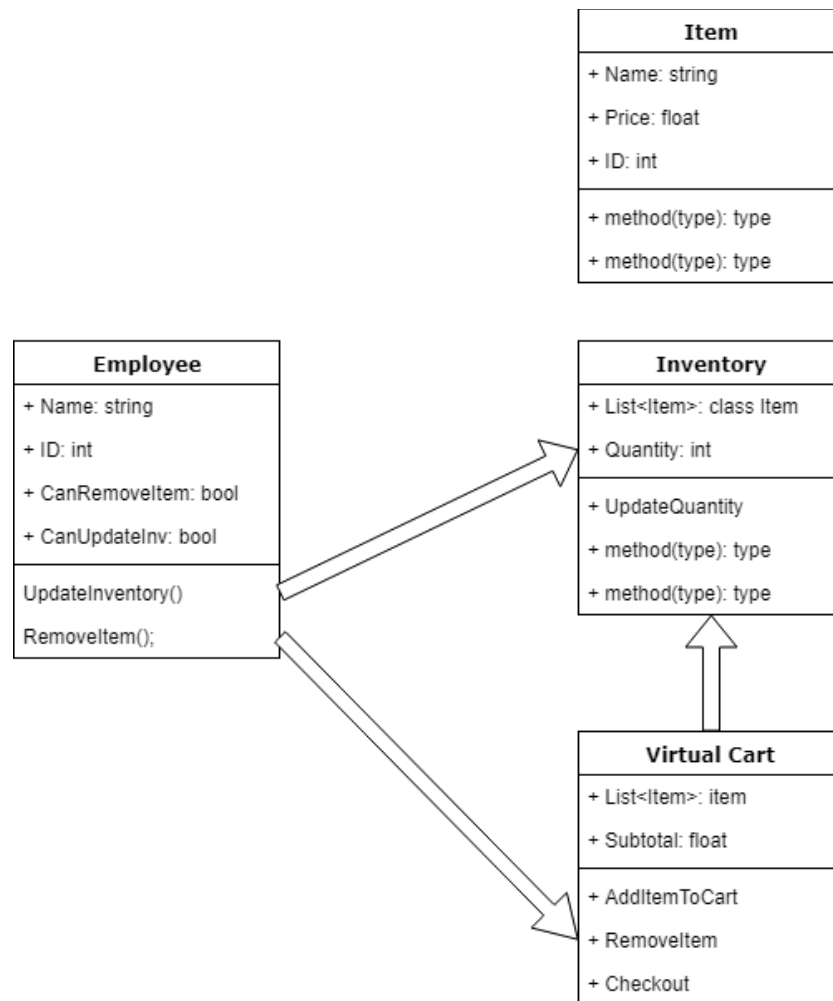 Item
+ Name: string
+ Price: float
+ ID: int
+ method(type): type
+ method(type): type
Employee
+ Name: string
+ ID: int
+ CanRemoveItem: bool
+ CanUpdateInv: bool
UpdateInventory()
RemoveItem();
Inventory
+ List<Item>: class Item
+ Quantity: int
+ UpdateQuantity
+ method(type): type
+ method(type): type
Virtual Cart
+ List<Item>: item
+ Subtotal: float
+ AddItemToCart
+ RemoveItem
+ Checkout